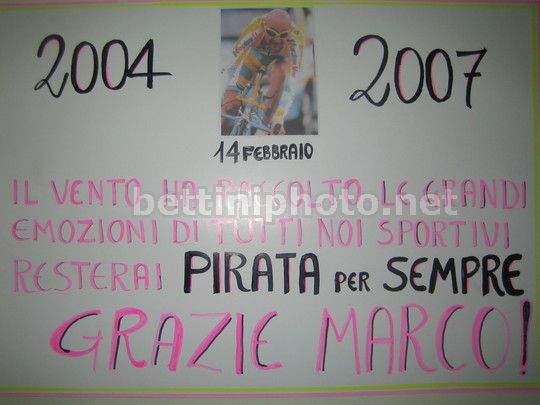 2004 2007
14 FEBBRAIO
IL VENTO HA RACCOLTO LE GRANDI
EMOZIONI DI TUTTI NOI SPORTIVI
RESTERAI PIRATA PER SEMPRE
GRAZIE MARCO!
bettiniphoto.net